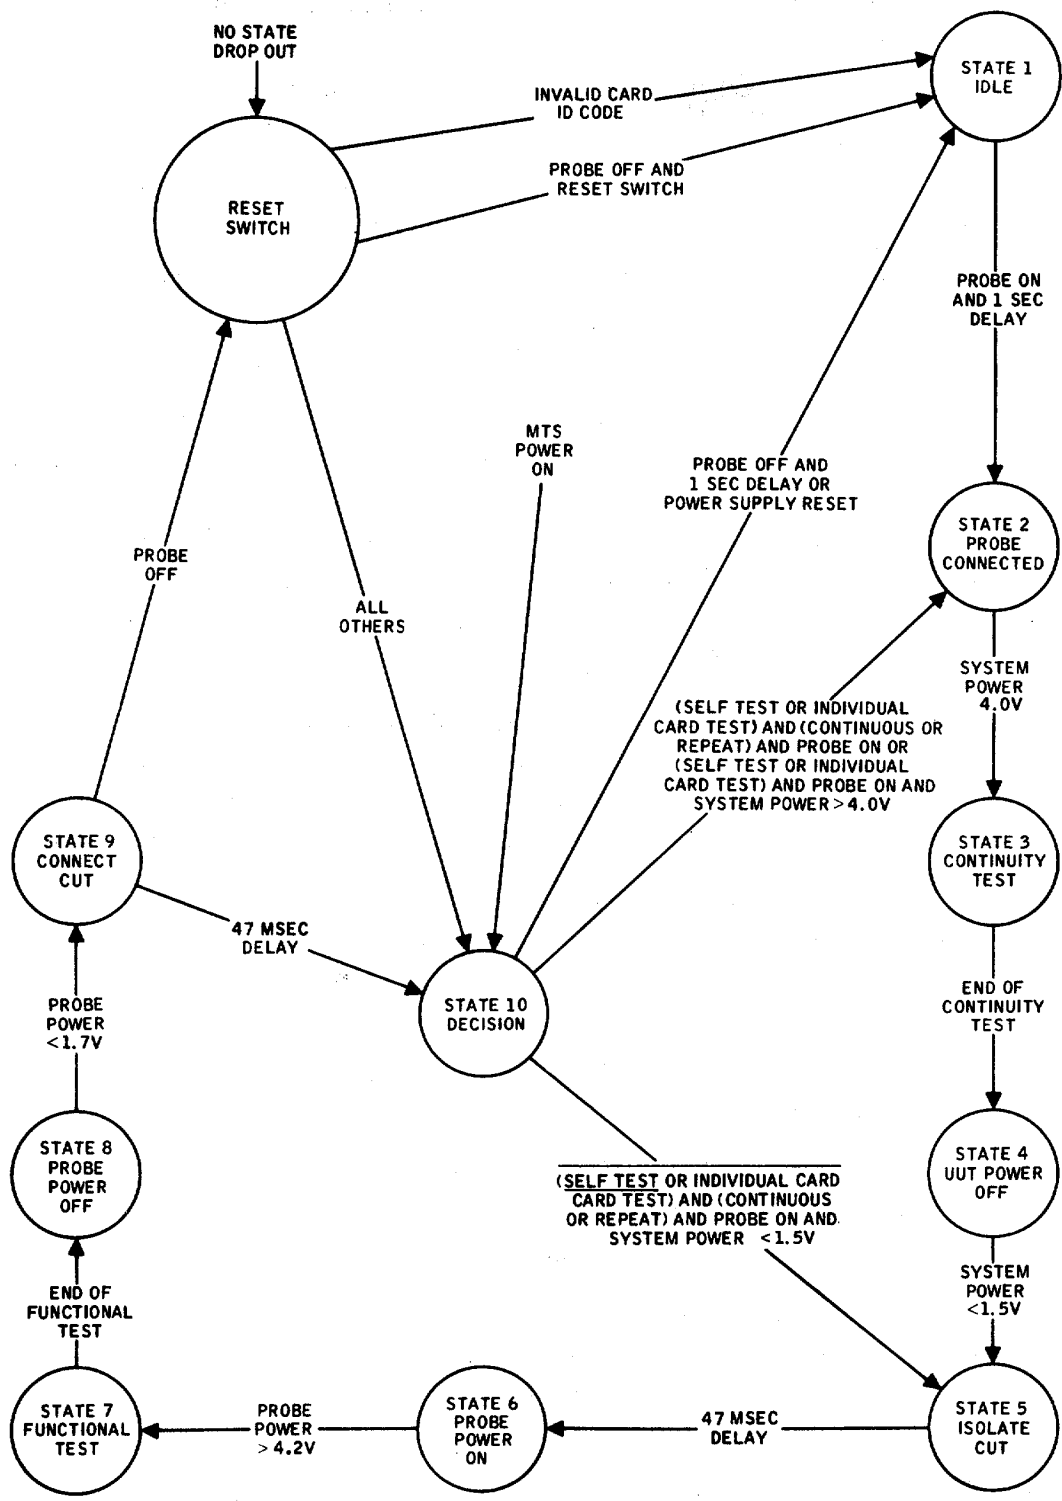 NO STATE
DROP OUT
STATE 1
IDLE
INVALID CARD
ID CODE
PROBE OFF AND
RESET SWITCH
RESET
SWITCH
PROBE ON
AND 1 SEC
DELAY
MTS
POWER
ON
PROBE OFF AND
1 SEC DELAY OR
POWER SUPPLY RESET
STATE 2
PROBE
CONNECTED
PROBE
OFF
ALL
OTHERS
SYSTEM
POWER
4.0V
(SELF TEST OR INDIVIDUAL
CARD TEST) AND (CONTINUOUS OR
REPEAT) AND PROBE ON OR
(SELF TEST OR INDIVIDUAL
CARD TEST) AND PROBE ON AND
SYSTEM POWER > 4.0V
STATE 9
CONNECT
CUT
STATE 3
CONTINUITY
TEST
47 MSEC
DELAY
STATE 10
DECISION
END OF
CONTINUITY
TEST
PROBE
POWER
<1.7V
STATE 8
PROBE
POWER
OFF
STATE 4
UUT POWER
OFF
(SELF TEST OR INDIVIDUAL CARD
CARD TEST) AND (CONTINUOUS
OR REPEAT) AND PROBE ON AND
SYSTEM POWER <1.5V
SYSTEM
POWER
<1.5V
END OF
FUNCTIONAL
TEST
STATE 7
FUNCTIONAL
TEST
PROBE
POWER
> 4.2V
STATE 6
PROBE
POWER
ON
47 MSEC
DELAY
STATE 5
ISOLATE
CUT